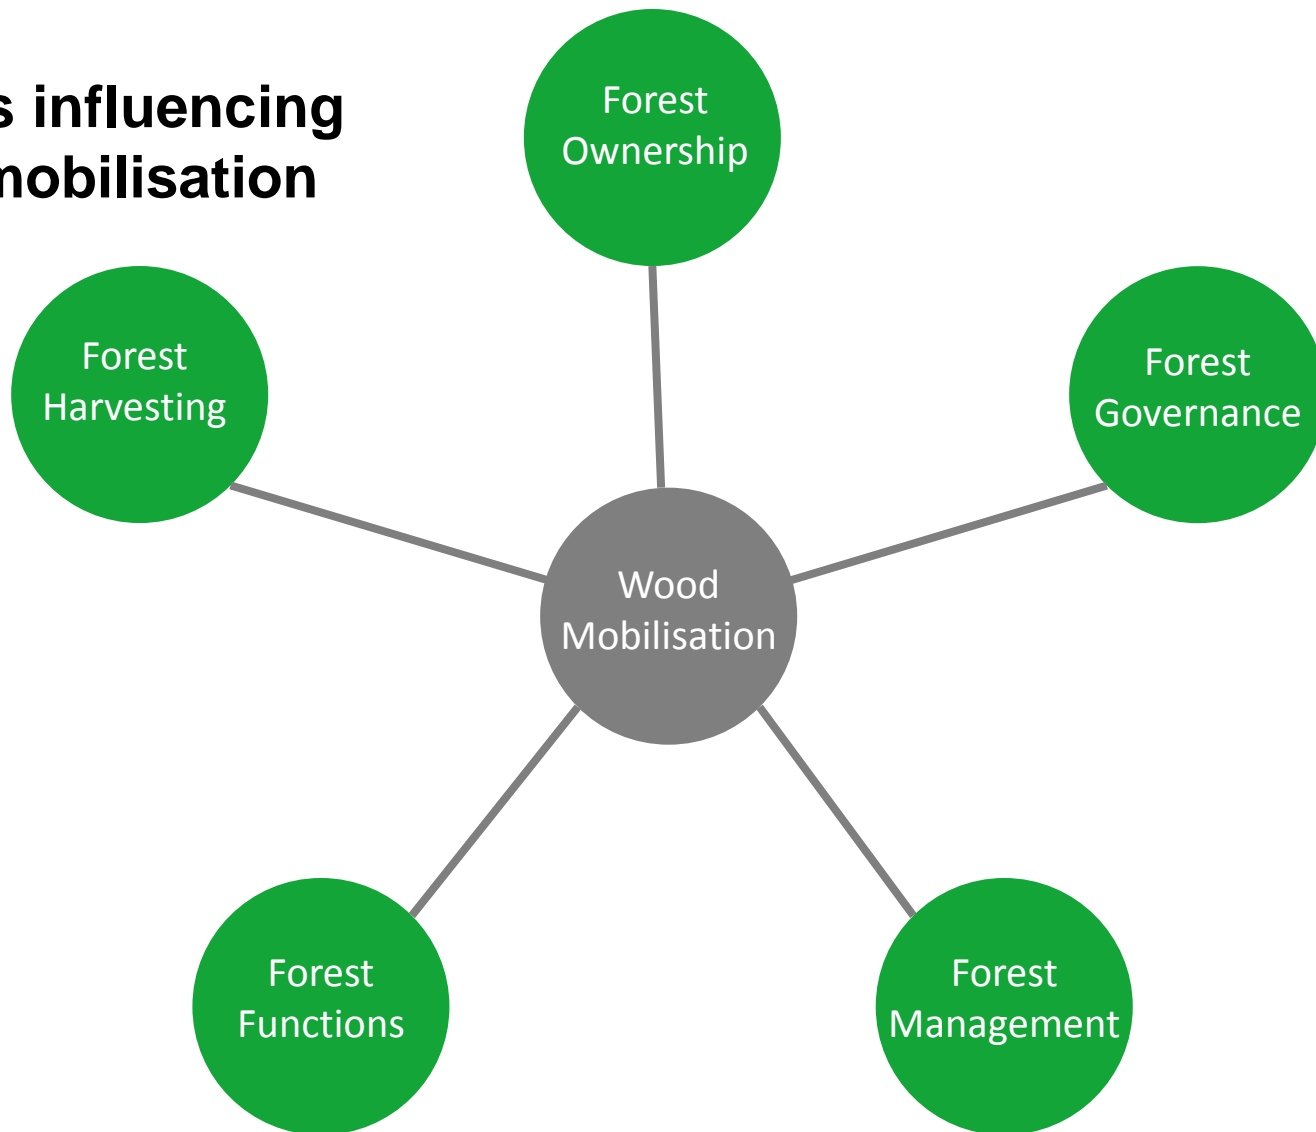 s influencing
mobilisation
Forest
Ownership
Forest
Harvesting
Forest
Governance
Wood
Mobilisation
Forest
Functions
Forest
Management